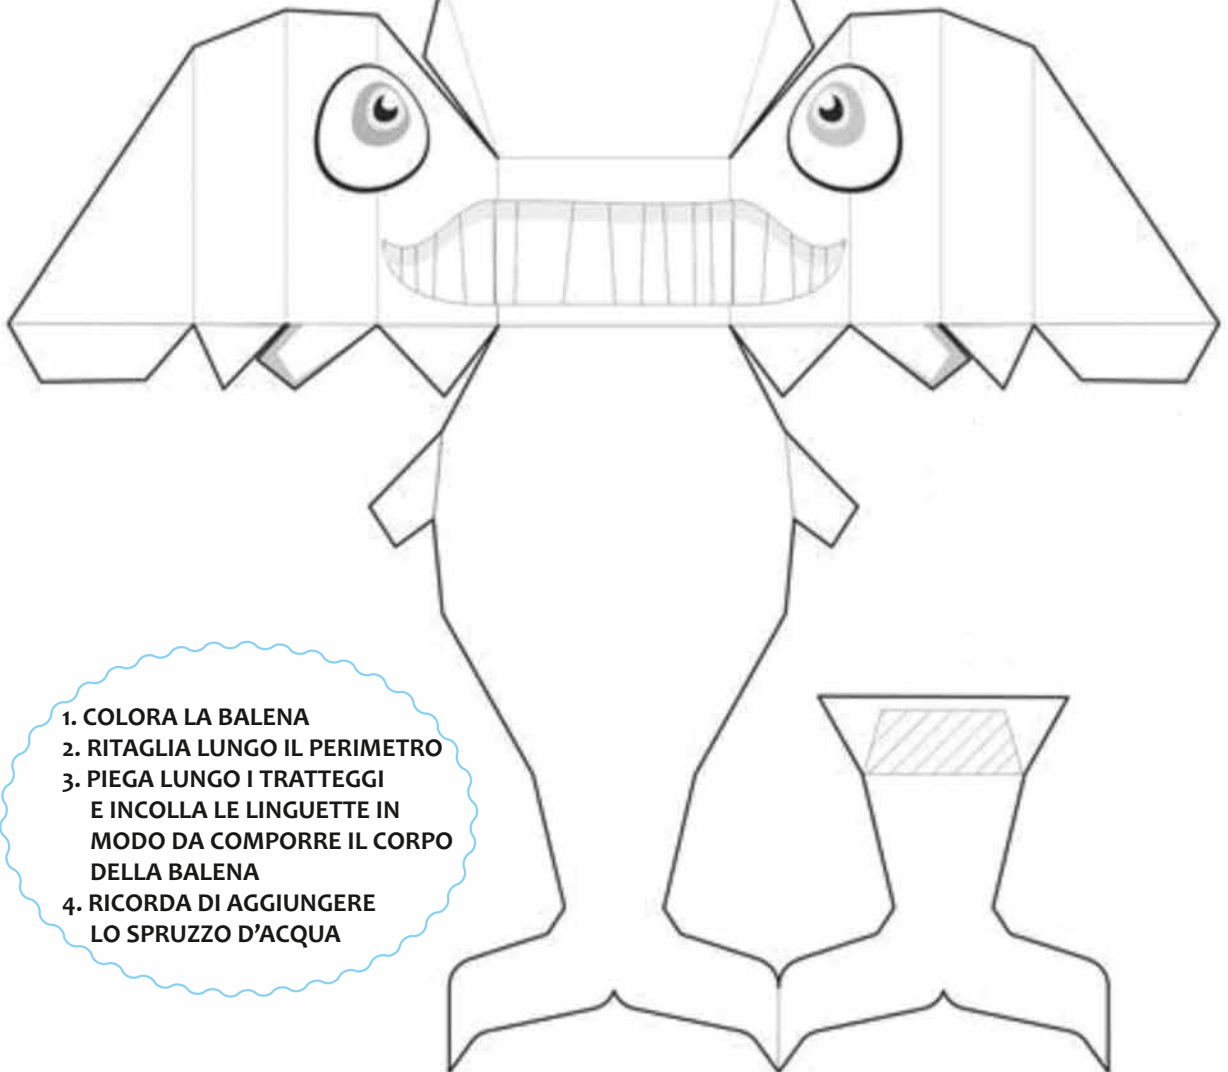 1. COLORA LA BALENA
2. RITAGLIA LUNGO IL PERIMETRO
3. PIEGA LUNGO I TRATTEGGI
E INCOLLA LE LINGUETTE IN
MODO DA COMPORRE IL CORPO
DELLA BALENA
4. RICORDA DI AGGIUNGERE
LO SPRUZZO D’ACQUA